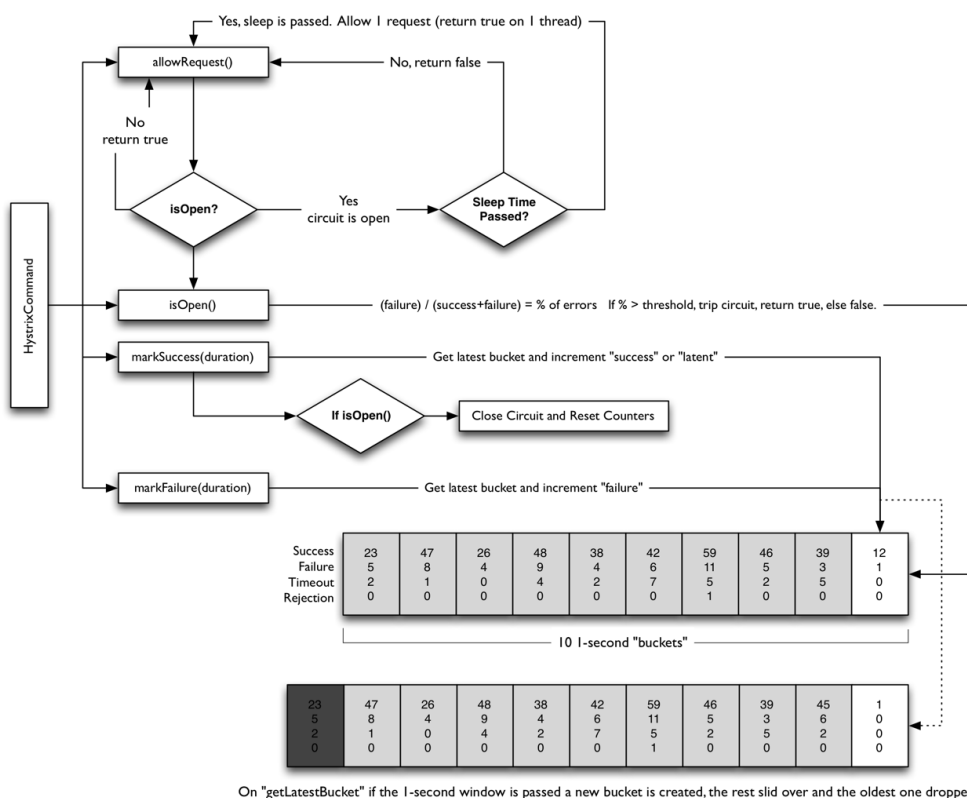 Yes, sleep is passed. Allow 1 request (return true on 1 thread)
allowRequest()
No, return false
No
return true
isOpen?
Yes
circuit is open
Sleep Time
Passed?
HystrixCommand
isOpen()
(failure) / (success+failure) = % of errors If % > threshold, trip circuit, return true, else false.
markSuccess(duration)
Get latest bucket and increment "success" or "latent"
If isOpen()
Close Circuit and Reset Counters
markFailure(duration)
Get latest bucket and increment "failure"
Success 23 47 26 48 38 42 59 46 39 12
Failure 5 8 4 9 4 6 11 5 3 1
Timeout 2 1 0 4 2 7 5 2 5 0
Rejection 0 0 0 0 0 0 1 0 0 0
10 1-second "buckets"
23 47 26 48 38 42 59 46 39 45 1
5 8 4 9 4 6 11 5 3 6 0
2 1 0 4 2 7 5 2 5 2 0
0 0 0 0 0 0 1 0 0 0 0
On "getLatestBucket" if the 1-second window is passed a new bucket is created, the rest slid over and the oldest one droppe